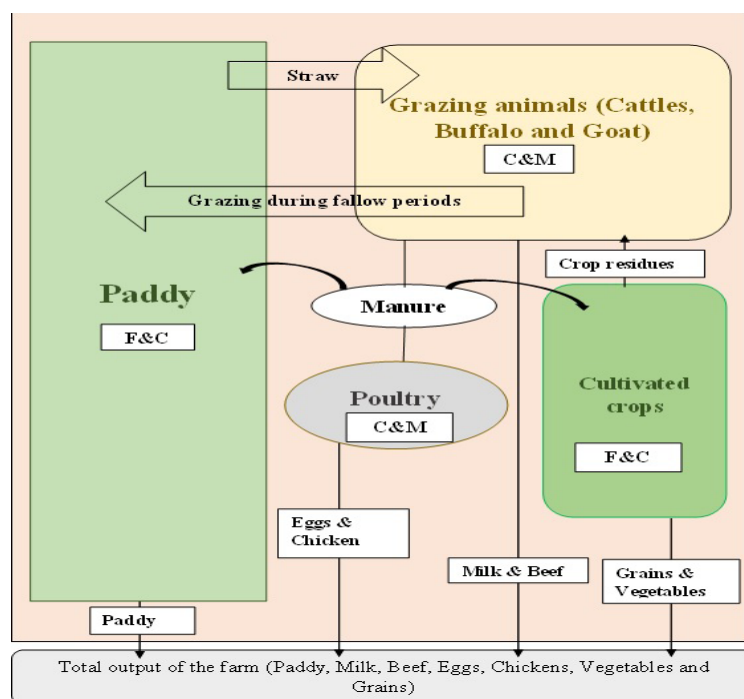 Straw
Grazing animals (Cattles,
Buffalo and Goat)
C&M
Grazing during fallow periods
Crop residues
Paddy
F&C
Manure
Poultry
C&M
Cultivated
crops
F&C
Eggs &
Chicken
Milk & Beef
Grains &
Vegetables
Paddy
Total output of the farm (Paddy, Milk, Beef, Eggs, Chickens, Vegetables and
Grains)